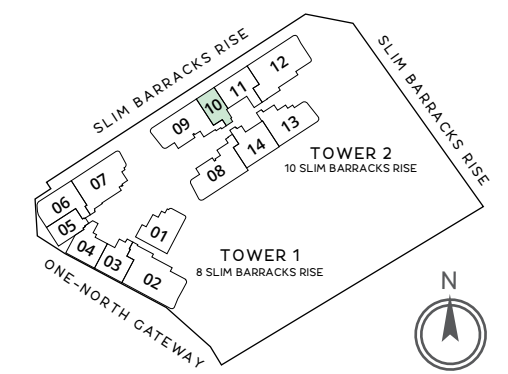 SLIM BARRACKS RISE
SLIM BARRACKS RISE
12
11
10
09
13
14
08
TOWER 2
10 SLIM BARRACKS RISE
07
06
05
04
03
02
01
TOWER 1
8 SLIM BARRACKS RISE
ONE-NORTH GATEWAY
N